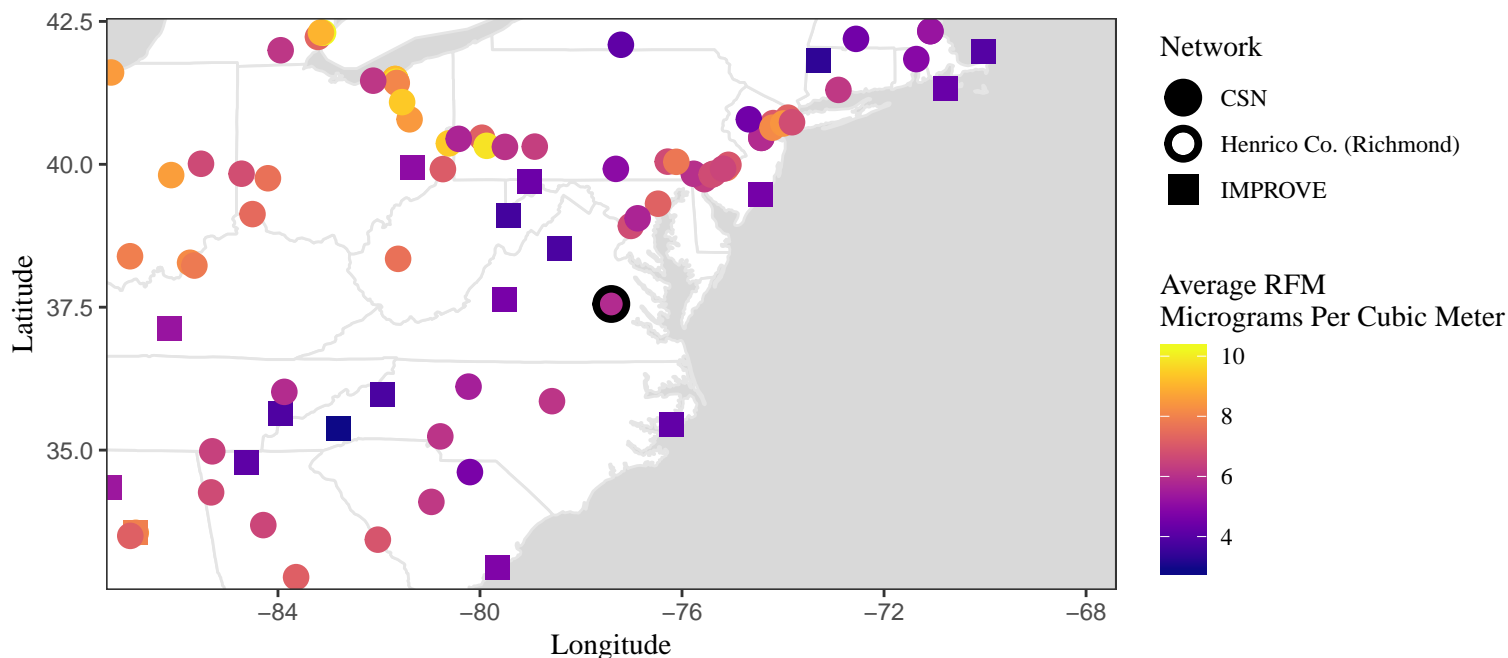 42.5
40.0
37.5
35.0
Latitude
−84
−80
−76
−72
−68
Longitude
Network
CSN
Henrico Co. (Richmond)
IMPROVE
Average RFM
Micrograms Per Cubic Meter
10
8
6
4